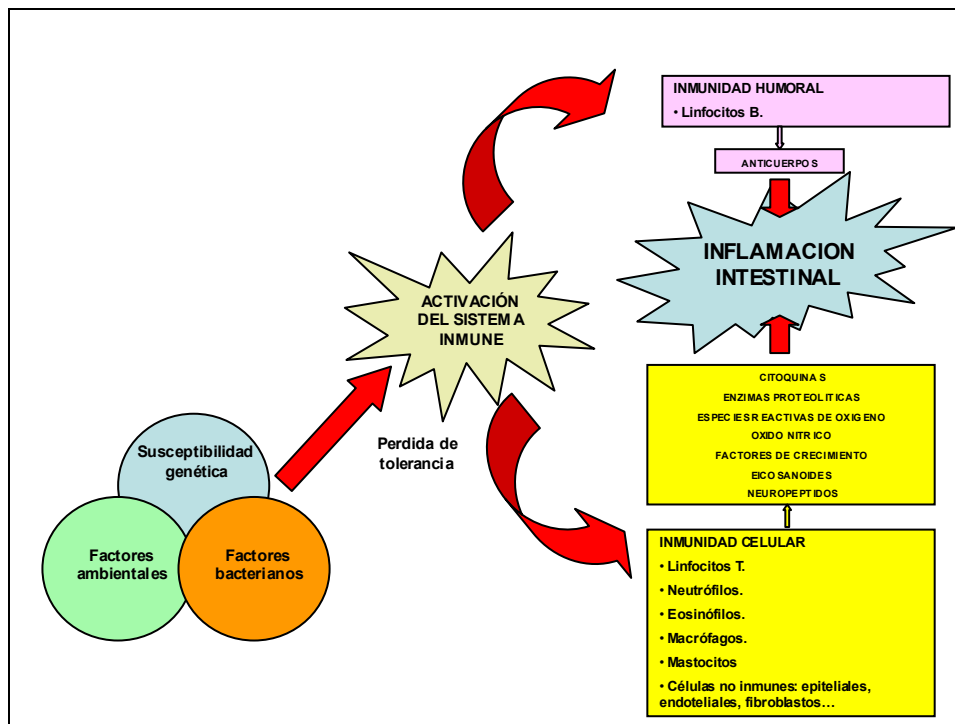 Susceptibilidad
genética
Factores
ambientales
Factores
bacterianos
Perdida de
tolerancia
ACTIVACIÓN
DEL SISTEMA
INMUNE
INMUNIDAD HUMORAL
• Linfocitos B.
ANTICUERPOS
INFLAMACION
INTESTINAL
CITOQUINAS
ENZIMAS PROTEOLITICAS
ESPECIES REACTIVAS DE OXIGENO
OXIDO NITRICO
FACTORES DE CRECIMIENTO
EICOSANOIDES
NEUROPEPTIDOS
INMUNIDAD CELULAR
• Linfocitos T.
• Neutrófilos.
• Eosinófilos.
• Macrófagos.
• Mastocitos
• Células no inmunes: epiteliales,
endoteliales, fibroblastos…